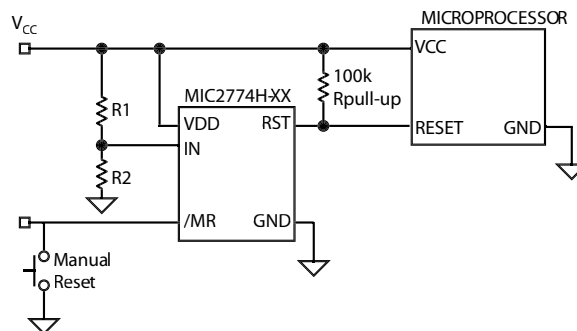 VCC
MICROPROCESSOR
VCC
100k
Rpull-up
MIC2774H-XX
R1
VDD
RST
RESET
GND
IN
R2
/MR
GND
Manual
Reset